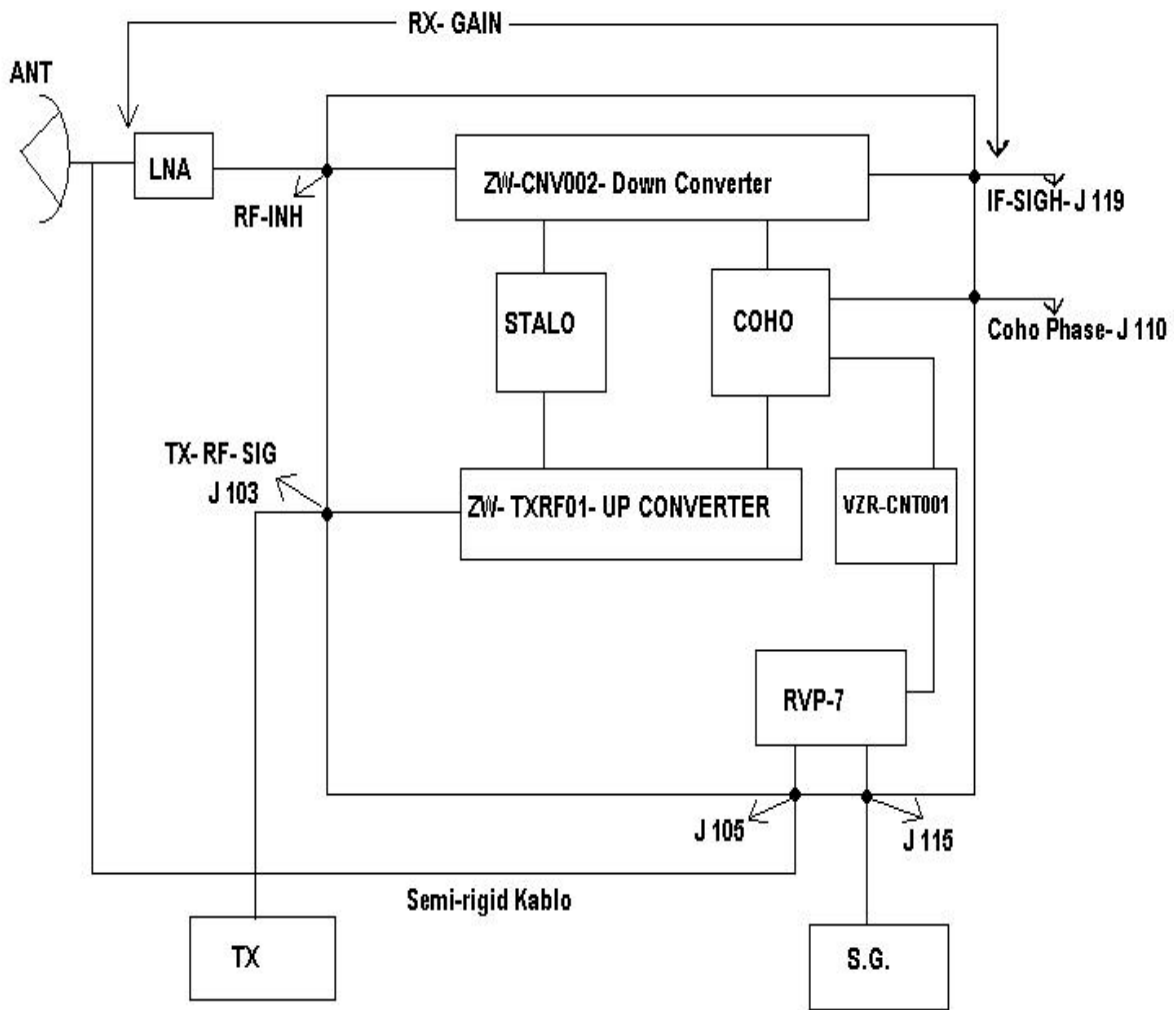 RX- GAIN
ANT
LNA
ZW-CNV002- Down Converter
RF-INH
IF-SIGH- J 119
STALO
COHO
Coho Phase- J 110
TX- RF- SIG
J 103
ZW- TXRF01- UP CONVERTER
VZR-CNT001
RVP-7
J 105
J 115
Semi-rigid Kablo
TX
S.G.